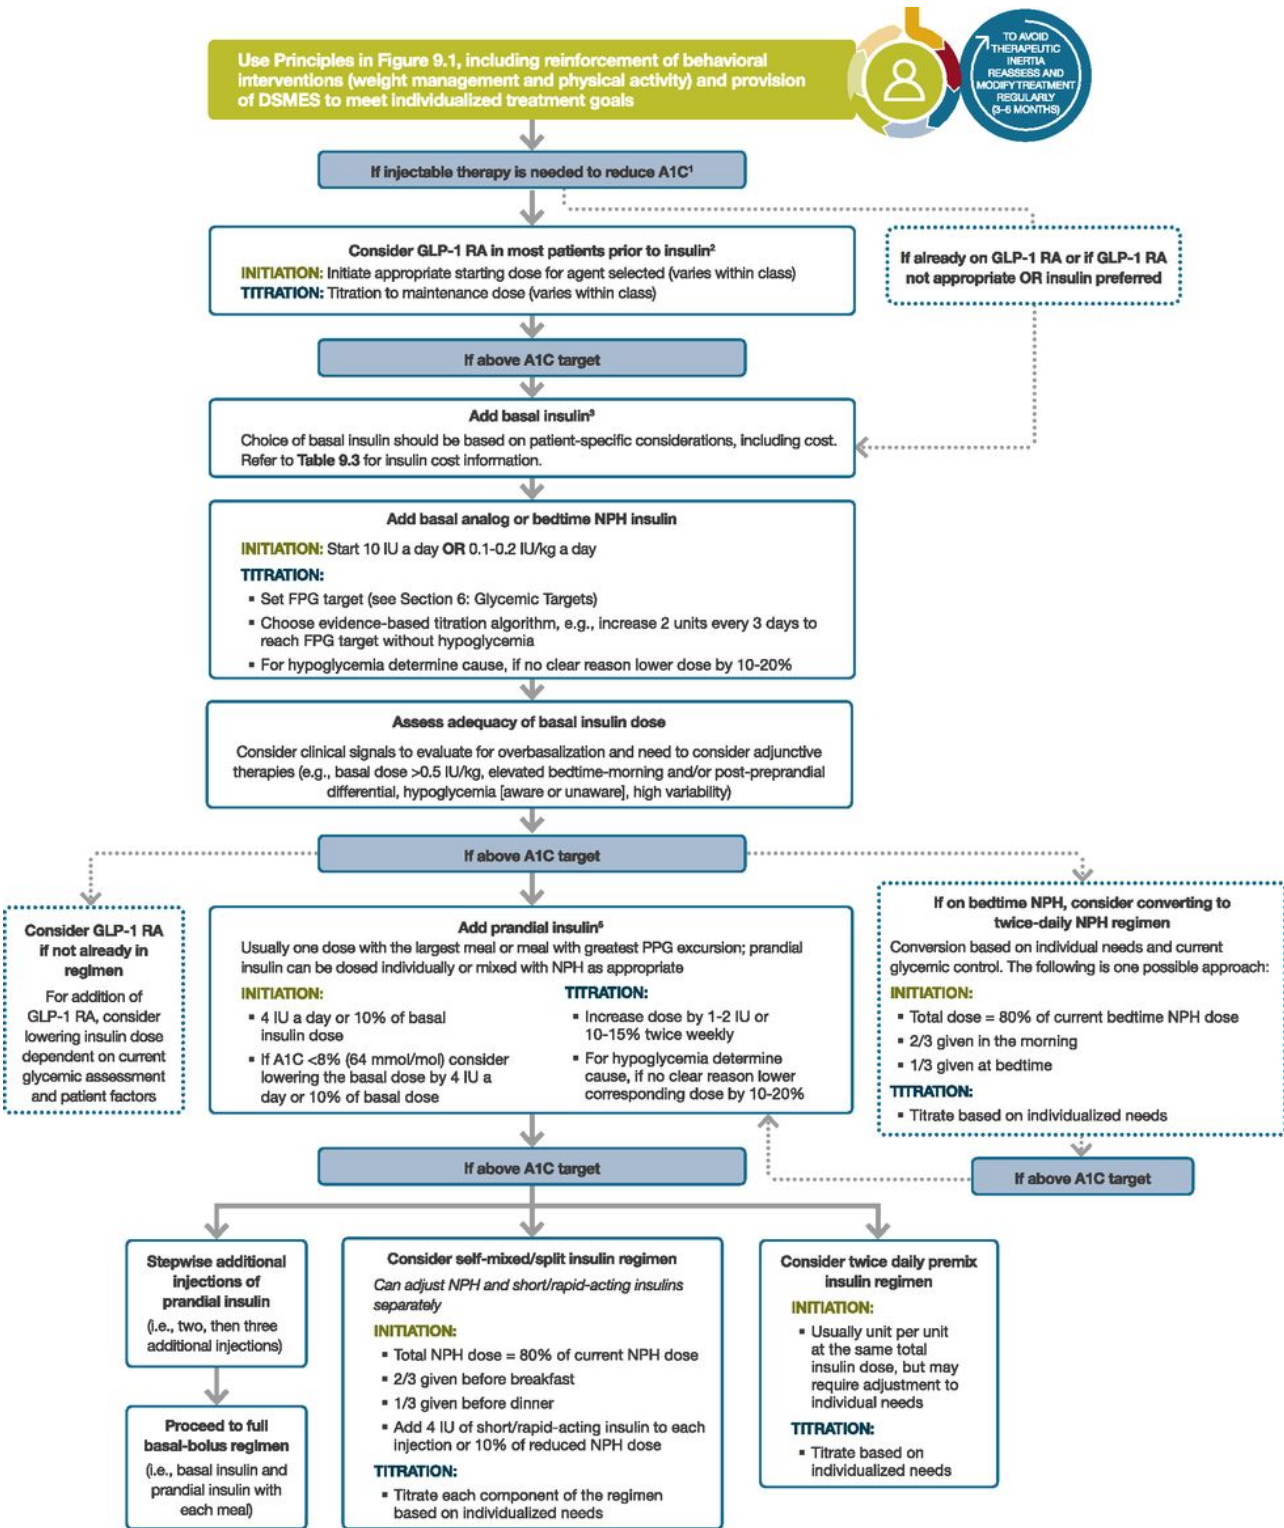 Use Principles in Figure 9.1, including reinforcement of behavioral
interventions (weight management and physical activity) and provision
of DSMES to meet individualized treatment goals
TO AVOID
THERAPEUTIC
INERTIA
REASSESS AND
MODIFY TREATMENT
REGULARLY
(3-6 MONTHS)
If injectable therapy is needed to reduce A1C¹
Consider GLP-1 RA in most patients prior to insulin²
INITIATION: Initiate appropriate starting dose for agent selected (varies within class)
TITRATION: Titration to maintenance dose (varies within class)
If already on GLP-1 RA or if GLP-1 RA
not appropriate OR insulin preferred
If above A1C target
Add basal insulin³
Choice of basal insulin should be based on patient-specific considerations, including cost.
Refer to Table 9.3 for insulin cost information.
Add basal analog or bedtime NPH insulin
INITIATION: Start 10 IU a day OR 0.1-0.2 IU/kg a day
TITRATION:
▪ Set FPG target (see Section 6: Glycemic Targets)
▪ Choose evidence-based titration algorithm, e.g., increase 2 units every 3 days to
reach FPG target without hypoglycemia
▪ For hypoglycemia determine cause, if no clear reason lower dose by 10-20%
Assess adequacy of basal insulin dose
Consider clinical signals to evaluate for overbasalization and need to consider adjunctive
therapies (e.g., basal dose >0.5 IU/kg, elevated bedtime-morning and/or post-preprandial
differential, hypoglycemia [aware or unaware], high variability)
If above A1C target
Consider GLP-1 RA
if not already in
regimen
For addition of
GLP-1 RA, consider
lowering insulin dose
dependent on current
glycemic assessment
and patient factors
Add prandial insulin⁵
Usually one dose with the largest meal or meal with greatest PPG excursion; prandial
insulin can be dosed individually or mixed with NPH as appropriate
INITIATION:
▪ 4 IU a day or 10% of basal
insulin dose
▪ If A1C <8% (64 mmol/mol) consider
lowering the basal dose by 4 IU a
day or 10% of basal dose
TITRATION:
▪ Increase dose by 1-2 IU or
10-15% twice weekly
▪ For hypoglycemia determine
cause, if no clear reason lower
corresponding dose by 10-20%
If on bedtime NPH, consider converting to
twice-daily NPH regimen
Conversion based on individual needs and current
glycemic control. The following is one possible approach:
INITIATION:
▪ Total dose = 80% of current bedtime NPH dose
▪ 2/3 given in the morning
▪ 1/3 given at bedtime
TITRATION:
▪ Titrate based on individualized needs
If above A1C target
If above A1C target
Stepwise additional
injections of
prandial insulin
(i.e., two, then three
additional injections)
Proceed to full
basal-bolus regimen
(i.e., basal insulin and
prandial insulin with
each meal)
Consider self-mixed/split insulin regimen
Can adjust NPH and short/rapid-acting insulins
separately
INITIATION:
▪ Total NPH dose = 80% of current NPH dose
▪ 2/3 given before breakfast
▪ 1/3 given before dinner
▪ Add 4 IU of short/rapid-acting insulin to each
injection or 10% of reduced NPH dose
TITRATION:
▪ Titrate each component of the regimen
based on individualized needs
Consider twice daily premix
insulin regimen
INITIATION:
▪ Usually unit per unit
at the same total
insulin dose, but may
require adjustment to
individual needs
TITRATION:
▪ Titrate based on
individualized needs